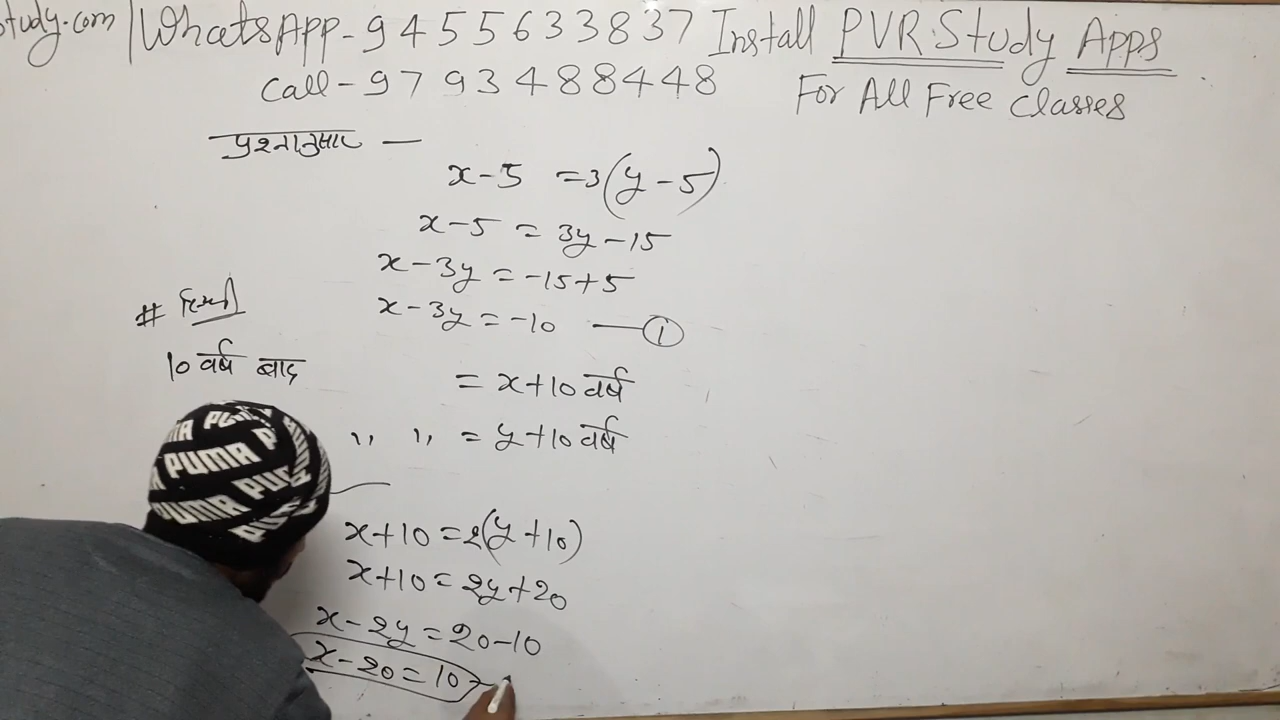 study.com | WhatsApp - 9455633837 Install PVR Study Apps
Call - 9793488448 For All Free Classes
प्रश्नानुसार —
x - 5 = 3(y - 5)
x - 5 = 3y - 15
x - 3y = -15 + 5
x - 3y = -10 — ①
#
10 वर्ष बाद = x + 10 वर्ष
,, ,, = y + 10 वर्ष
x + 10 = 2(y + 10)
x + 10 = 2y + 20
x - 2y = 20 - 10
x - 20 = 10
PUMA